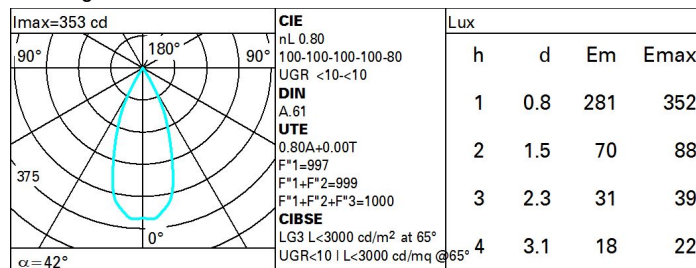 Imax=353 cd
90°
180°
90°
375
0°
α=42°
CIE
nL 0.80
100-100-100-100-80
UGR <10-<10
DIN
A.61
UTE
0.80A+0.00T
F"1=997
F"1+F"2=999
F"1+F"2+F"3=1000
CIBSE
LG3 L<3000 cd/m² at 65°
UGR<10 | L<3000 cd/mq @65°
Lux
h d Em Emax
1 0.8 281 352
2 1.5 70 88
3 2.3 31 39
4 3.1 18 22